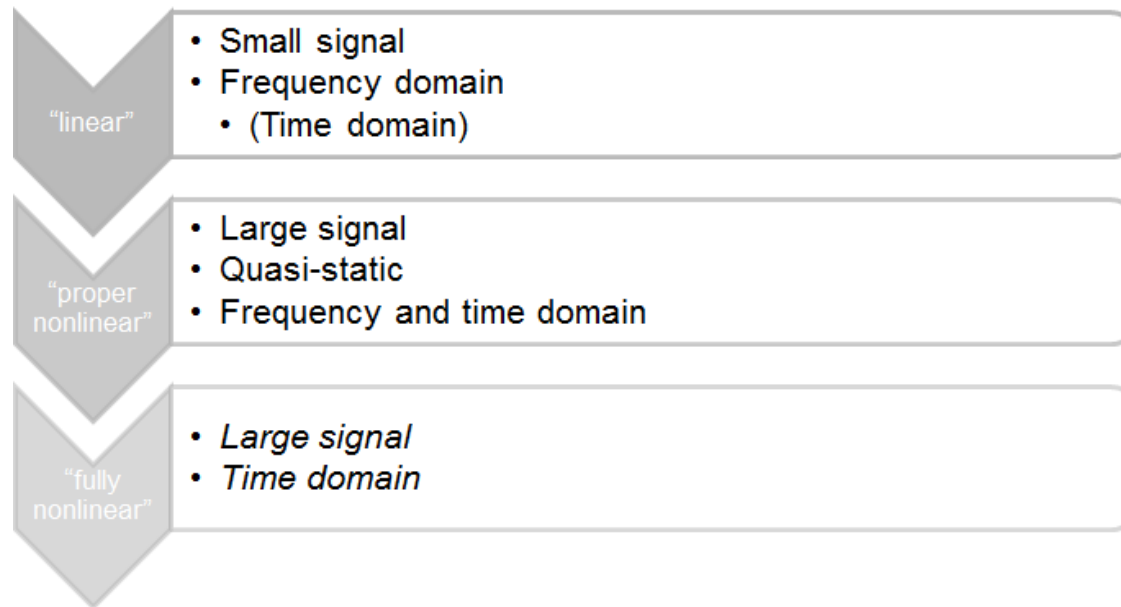 “linear”
• Small signal
• Frequency domain
• (Time domain)
“proper
nonlinear”
• Large signal
• Quasi-static
• Frequency and time domain
“fully
nonlinear”
• Large signal
• Time domain